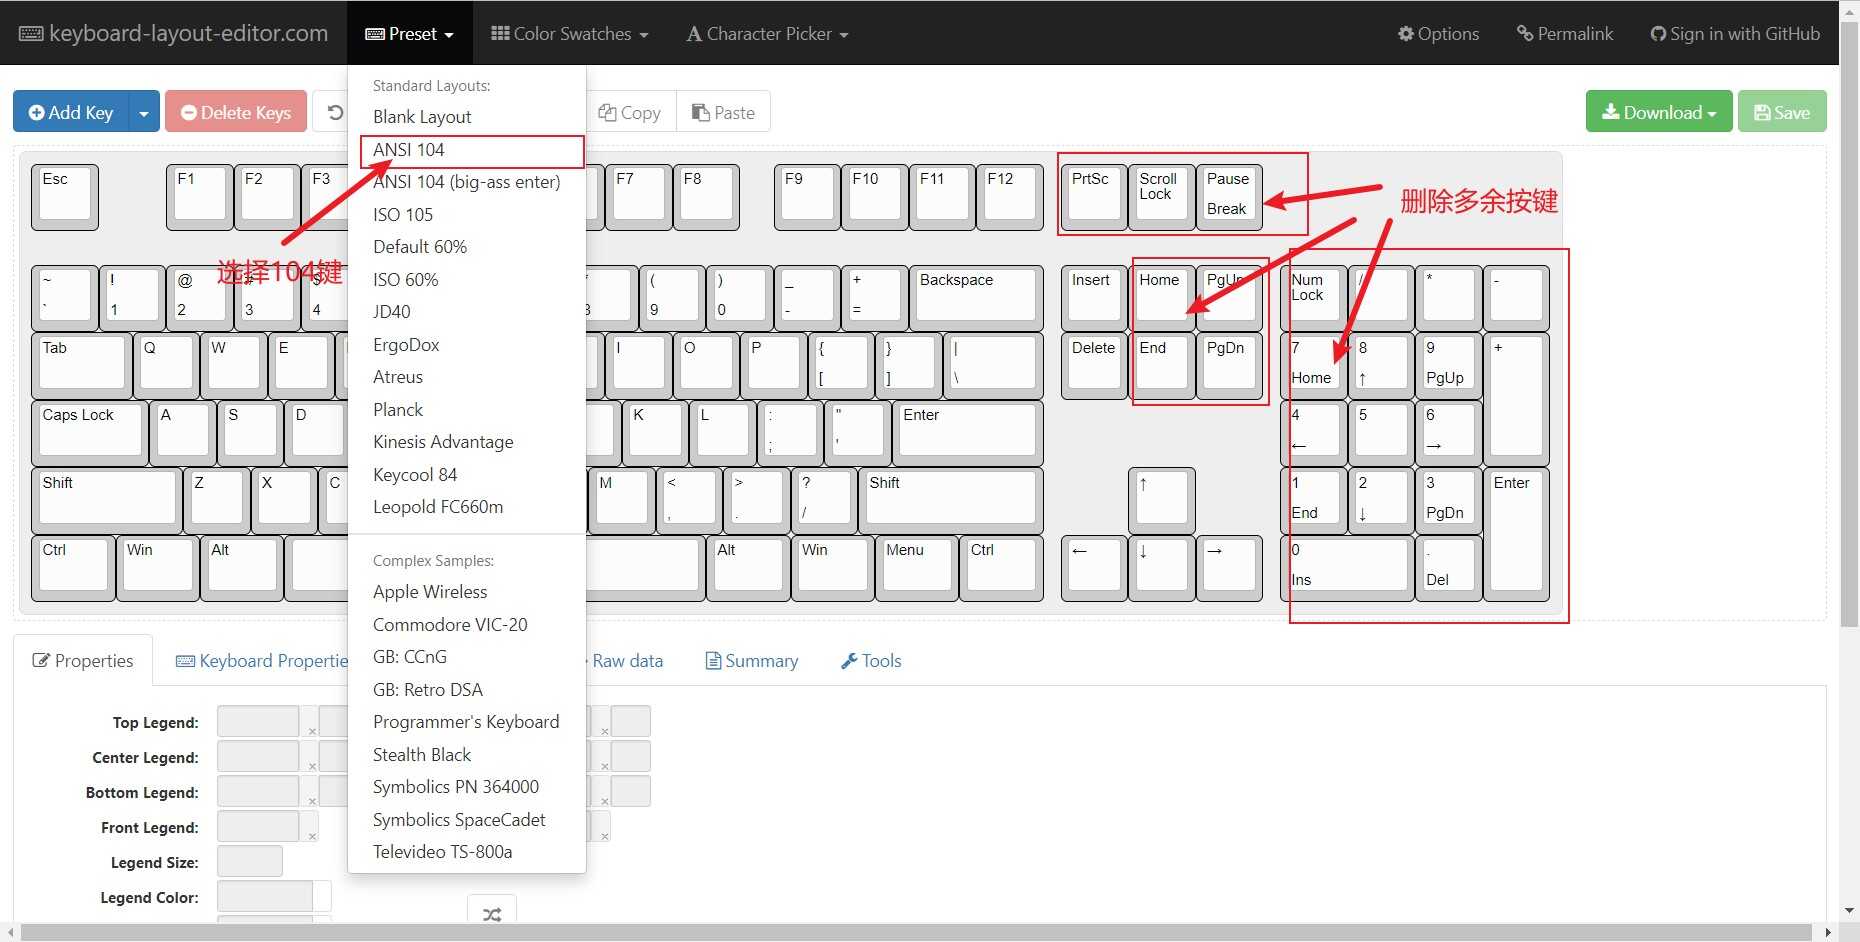 keyboard-layout-editor.com Preset Color Swatches Character Picker Options Permalink Sign in with GitHub
Add Key Delete Keys Copy Paste Download Save
Standard Layouts:
Blank Layout
ANSI 104
ANSI 104 (big-ass enter)
ISO 105
Default 60%
ISO 60%
JD40
ErgoDox
Atreus
Planck
Kinesis Advantage
Keycool 84
Leopold FC660m
Complex Samples:
Apple Wireless
Commodore VIC-20
GB: CCnG
GB: Retro DSA
Programmer's Keyboard
Stealth Black
Symbolics PN 364000
Symbolics SpaceCadet
Televideo TS-800a
选择104键
删除多余按键
Esc F1 F2 F3 F7 F8 F9 F10 F11 F12 PrtSc Scroll Pause
Lock Break
~ ! @ # $ ( ) _ + Backspace Insert Home PgUp Num / * -
Lock
` 1 2 3 4 8 9 0 - =
Tab Q W E I O P { } | Delete End PgDn 7 8 9 +
[ ] \ Home ↑ PgUp
Caps Lock A S D K L : " Enter 4 5 6
; ' ← →
Shift Z X C M < > ? Shift ↑ 1 2 3 Enter
, . / End ↓ PgDn
Ctrl Win Alt Alt Win Menu Ctrl ← ↓ → 0 .
Ins Del
Properties Keyboard Propertie Raw data Summary Tools
Top Legend:
Center Legend:
Bottom Legend:
Front Legend:
Legend Size:
Legend Color: